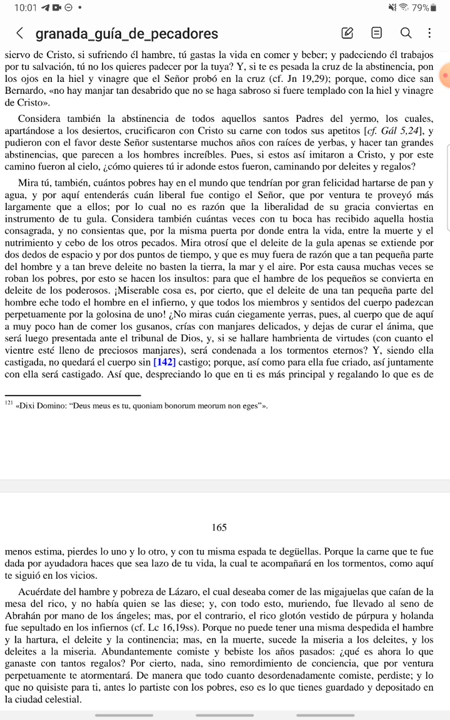 10:01
79%
granada_guía_de_pecadores
siervo de Cristo, si sufriendo él hambre, tú gastas la vida en comer y beber; y padeciendo él trabajos
por tu salvación, tú no los quieres padecer por la tuya? Y, si te es pesada la cruz de la abstinencia, pon
los ojos en la hiel y vinagre que el Señor probó en la cruz (cf. Jn 19,29); porque, como dice san
Bernardo, «no hay manjar tan desabrido que no se haga sabroso si fuere templado con la hiel y vinagre
de Cristo».
Considera también la abstinencia de todos aquellos santos Padres del yermo, los cuales,
apartándose a los desiertos, crucificaron con Cristo su carne con todos sus apetitos [cf. Gál 5,24], y
pudieron con el favor deste Señor sustentarse muchos años con raíces de yerbas, y hacer tan grandes
abstinencias, que parecen a los hombres increíbles. Pues, si estos así imitaron a Cristo, y por este
camino fueron al cielo, ¿cómo quieres tú ir adonde estos fueron, caminando por deleites y regalos?
Mira tú, también, cuántos pobres hay en el mundo que tendrían por gran felicidad hartarse de pan y
agua, y por aquí entenderás cuán liberal fue contigo el Señor, que por ventura te proveyó más
largamente que a ellos; por lo cual no es razón que la liberalidad de su gracia conviertas en
instrumento de tu gula. Considera también cuántas veces con tu boca has recibido aquella hostia
consagrada, y no consientas que, por la misma puerta por donde entra la vida, entre la muerte y el
nutrimiento y cebo de los otros pecados. Mira otrosí que el deleite de la gula apenas se extiende por
dos dedos de espacio y por dos puntos de tiempo, y que es muy fuera de razón que a tan pequeña parte
del hombre y a tan breve deleite no basten la tierra, la mar y el aire. Por esta causa muchas veces se
roban los pobres, por esto se hacen los insultos: para que el hambre de los pequeños se convierta en
deleite de los poderosos. ¡Miserable cosa es, por cierto, que el deleite de una tan pequeña parte del
hombre eche todo el hombre en el infierno, y que todos los miembros y sentidos del cuerpo padezcan
perpetuamente por la golosina de uno! ¿No miras cuán ciegamente yerras, pues, al cuerpo que de aquí
a muy poco han de comer los gusanos, crías con manjares delicados, y dejas de curar el ánima, que
será luego presentada ante el tribunal de Dios, y, si se hallare hambrienta de virtudes (con cuanto el
vientre esté lleno de preciosos manjares), será condenada a los tormentos eternos? Y, siendo ella
castigada, no quedará el cuerpo sin [142] castigo; porque, así como para ella fue criado, así juntamente
con ella será castigado. Así que, despreciando lo que en ti es más principal y regalando lo que es de
121 «Dixi Domino: “Deus meus es tu, quoniam bonorum meorum non eges”».
165
menos estima, pierdes lo uno y lo otro, y con tu misma espada te degüellas. Porque la carne que te fue
dada por ayudadora haces que sea lazo de tu vida, la cual te acompañará en los tormentos, como aquí
te siguió en los vicios.
Acuérdate del hambre y pobreza de Lázaro, el cual deseaba comer de las migajuelas que caían de la
mesa del rico, y no había quien se las diese; y, con todo esto, muriendo, fue llevado al seno de
Abrahán por mano de los ángeles; mas, por el contrario, el rico glotón vestido de púrpura y holanda
fue sepultado en los infiernos (cf. Lc 16,19ss). Porque no puede tener una misma despedida el hambre
y la hartura, el deleite y la continencia; mas, en la muerte, sucede la miseria a los deleites, y los
deleites a la miseria. Abundantemente comiste y bebiste los años pasados: ¿qué es ahora lo que
ganaste con tantos regalos? Por cierto, nada, sino remordimiento de conciencia, que por ventura
perpetuamente te atormentará. De manera que todo cuanto desordenadamente comiste, perdiste; y lo
que no quisiste para ti, antes lo partiste con los pobres, eso es lo que tienes guardado y depositado en
la ciudad celestial.